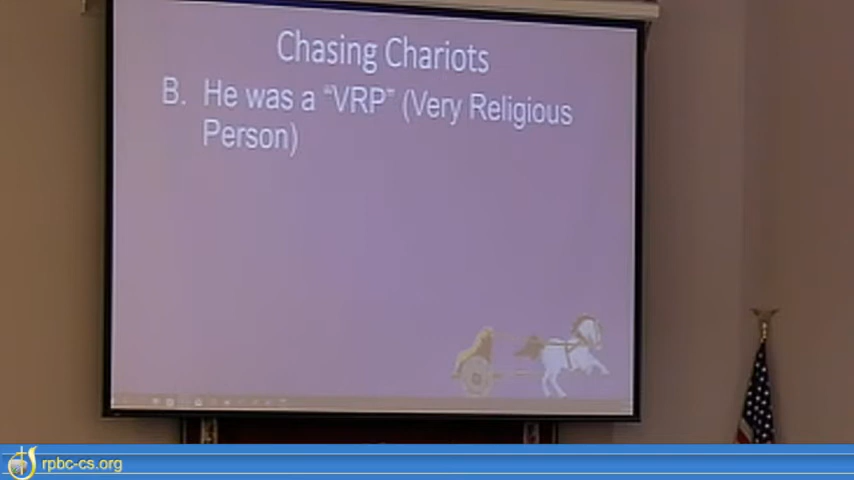 Chasing Chariots
B. He was a “VRP” (Very Religious
Person)
rpbc-cs.org